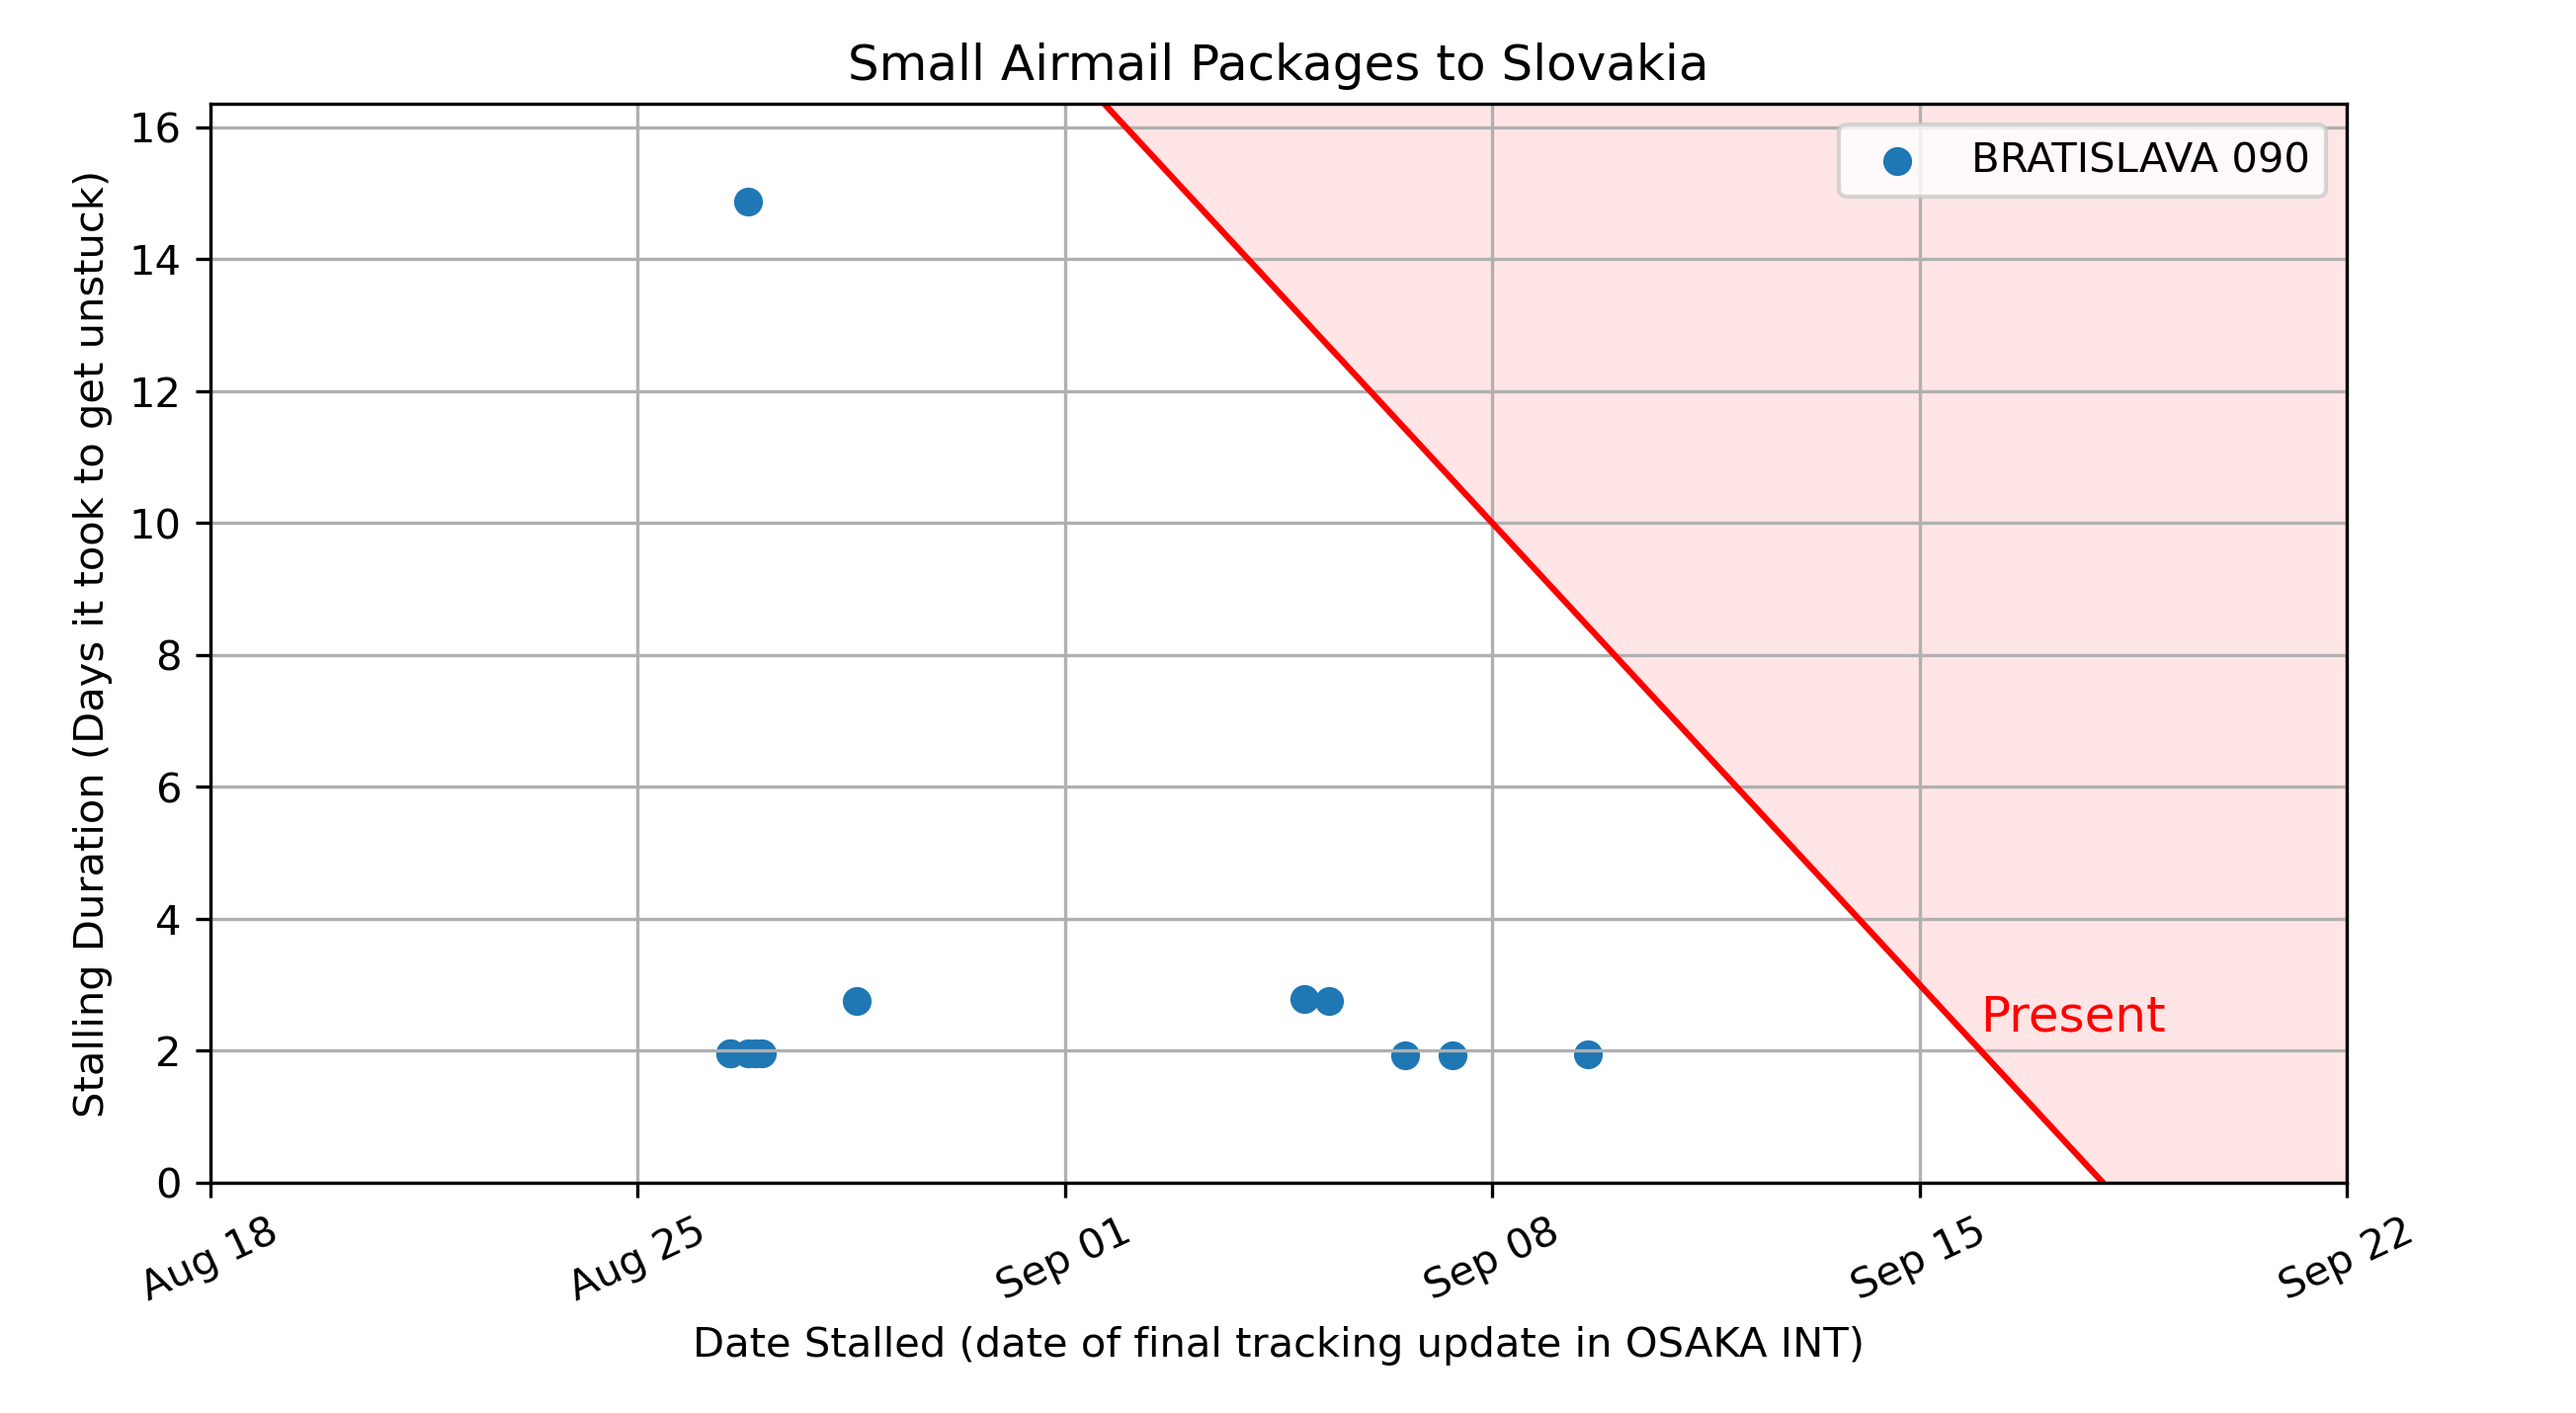 Small Airmail Packages to Slovakia
BRATISLAVA 090
Stalling Duration (Days it took to get unstuck)
16
14
12
10
8
6
4
2
0
Present
Aug 18
Aug 25
Sep 01
Sep 08
Sep 15
Sep 22
Date Stalled (date of final tracking update in OSAKA INT)